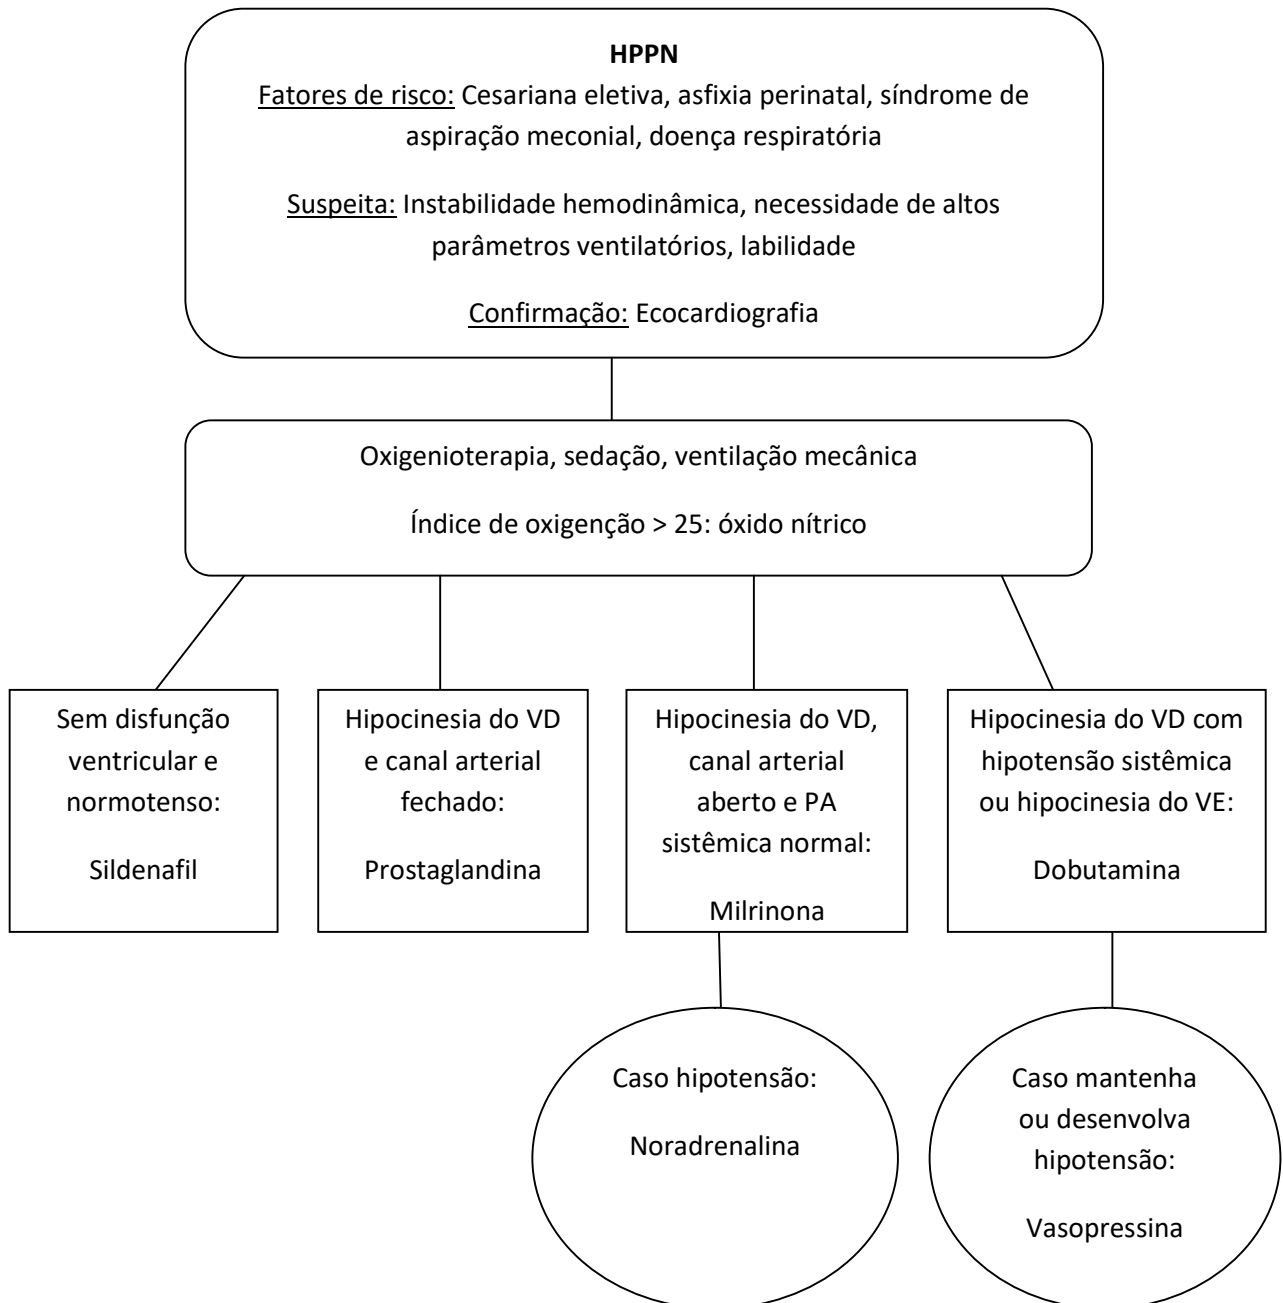 HPPN
Fatores de risco: Cesariana eletiva, asfixia perinatal, síndrome de
aspiração meconial, doença respiratória
Suspeita: Instabilidade hemodinâmica, necessidade de altos
parâmetros ventilatórios, labilidade
Confirmação: Ecocardiografia
Oxigenioterapia, sedação, ventilação mecânica
Índice de oxigenção > 25: óxido nítrico
Sem disfunção
ventricular e
normotenso:
Sildenafil
Hipocinesia do VD
e canal arterial
fechado:
Prostaglandina
Hipocinesia do VD,
canal arterial
aberto e PA
sistêmica normal:
Milrinona
Hipocinesia do VD com
hipotensão sistêmica
ou hipocinesia do VE:
Dobutamina
Caso hipotensão:
Noradrenalina
Caso mantenha
ou desenvolva
hipotensão:
Vasopressina